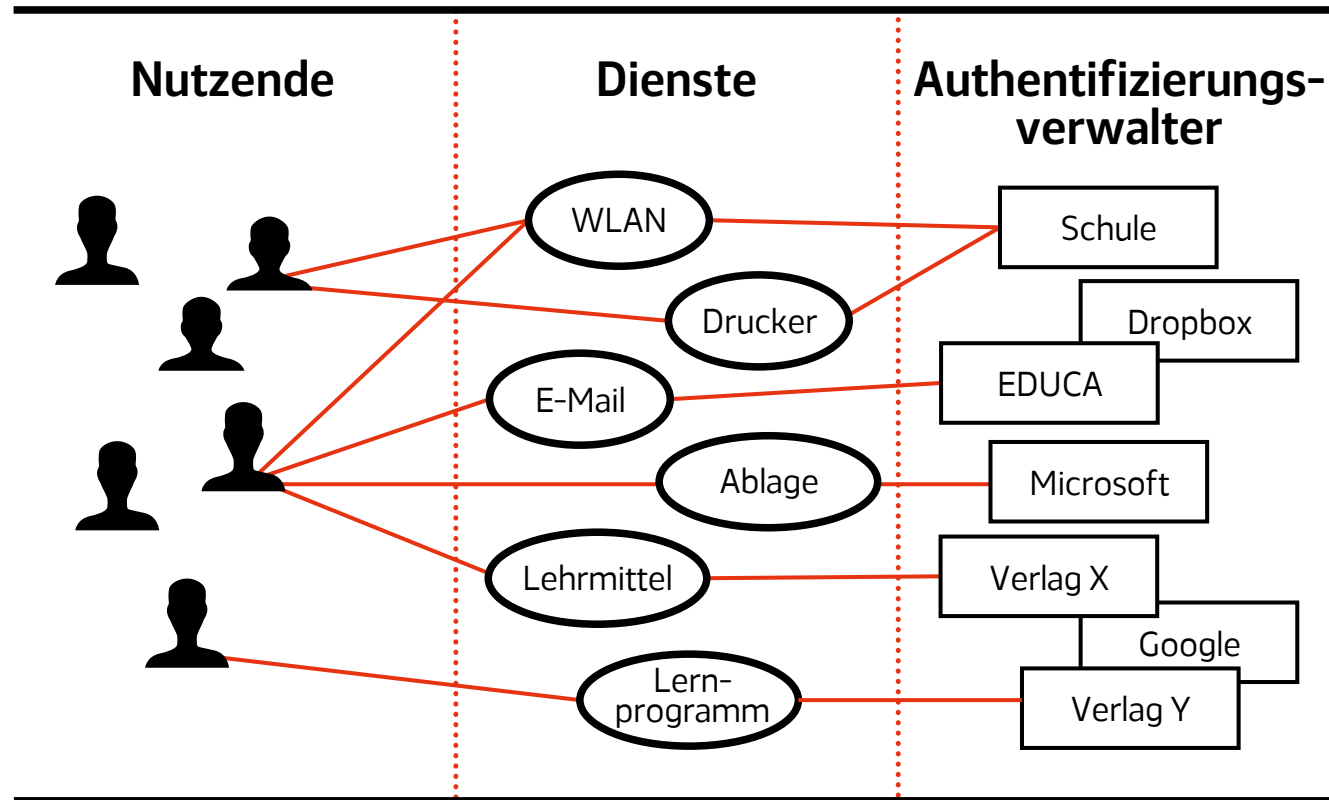 Nutzende
Dienste
Authentifizierungs-
verwalter
WLAN
Schule
Drucker
Dropbox
E-Mail
EDUCA
Ablage
Microsoft
Lehrmittel
Verlag X
Google
Lern-
programm
Verlag Y